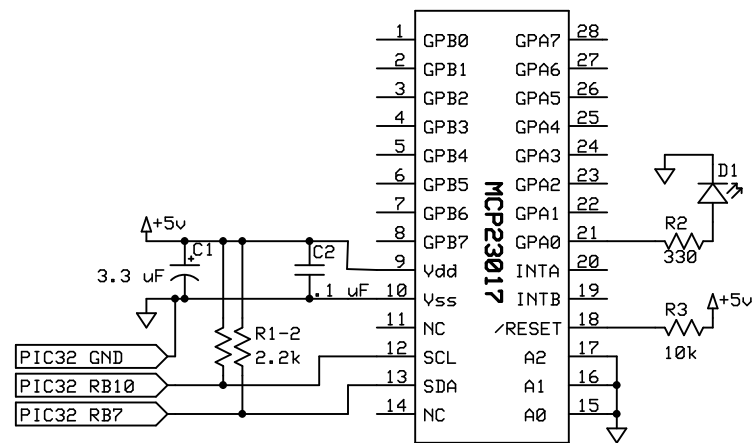 1 GPB0 GPA7 28
2 GPB1 GPA6 27
3 GPB2 GPA5 26
4 GPB3 GPA4 25
5 GPB4 GPA3 24
6 GPB5 GPA2 23
7 GPB6 GPA1 22
8 GPB7 GPA0 21
9 Vdd INTA 20
10 Vss INTB 19
11 NC /RESET 18
12 SCL A2 17
13 SDA A1 16
14 NC A0 15
MCP23017
+5v
C1
+
3.3 uF
C2
.1 uF
R1-2
2.2k
PIC32 GND
PIC32 RB10
PIC32 RB7
D1
R2
330
R3
10k
+5v